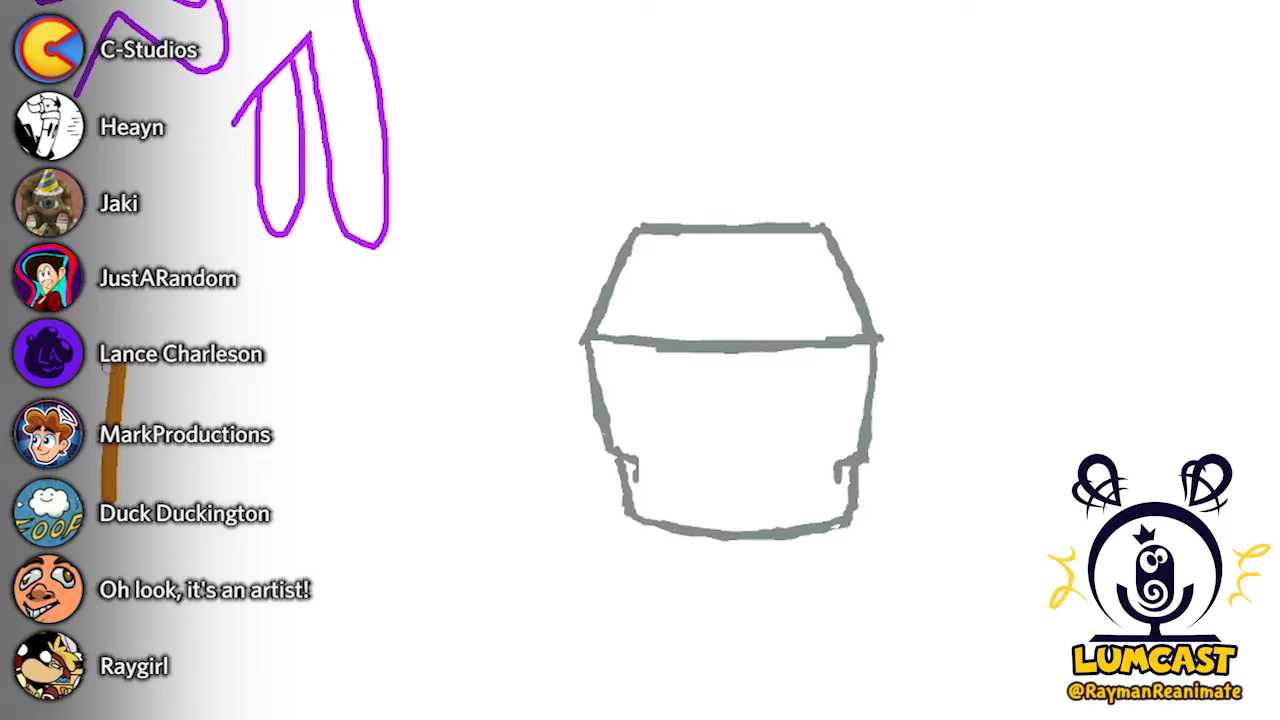 C-Studios
Heayn
Jaki
JustARandom
Lance Charleson
MarkProductions
Duck Duckington
Oh look, it's an artist!
Raygirl
LUMCAST
@RaymanReanimate